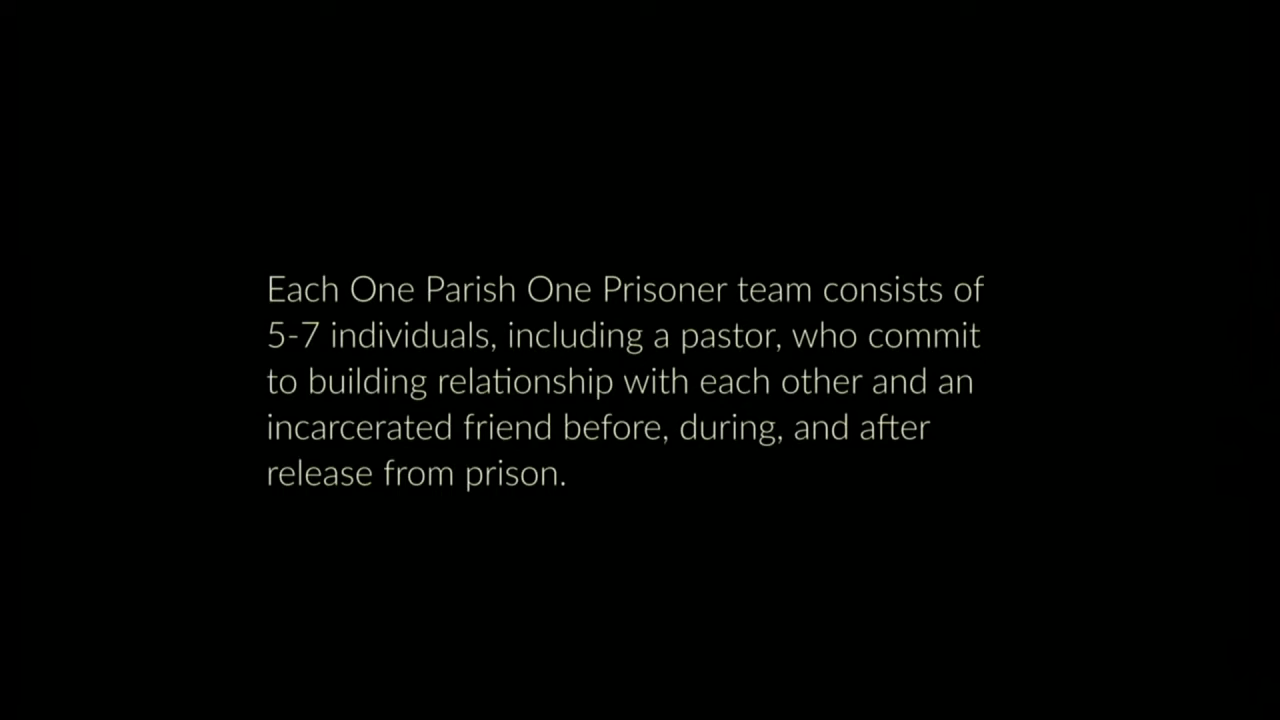 Each One Parish One Prisoner team consists of
5-7 individuals, including a pastor, who commit
to building relationship with each other and an
incarcerated friend before, during, and after
release from prison.